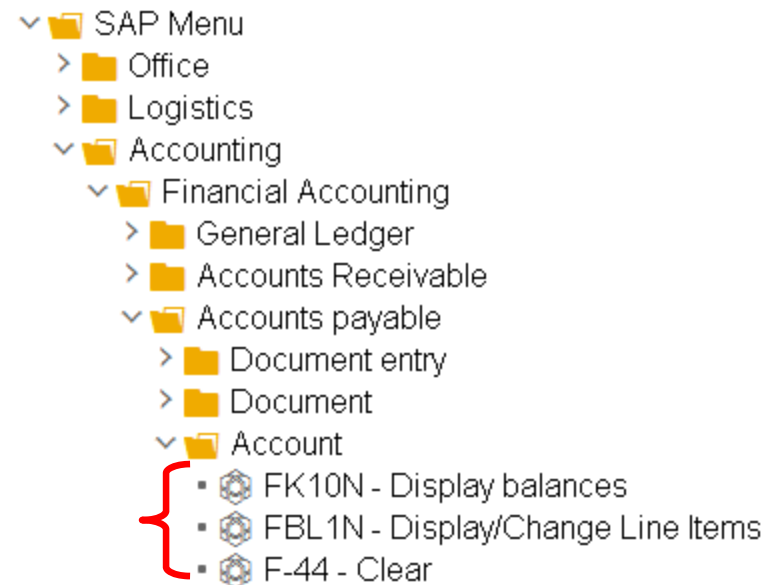 SAP Menu
Office
Logistics
Accounting
Financial Accounting
General Ledger
Accounts Receivable
Accounts payable
Document entry
Document
Account
FK10N - Display balances
FBL1N - Display/Change Line Items
F-44 - Clear